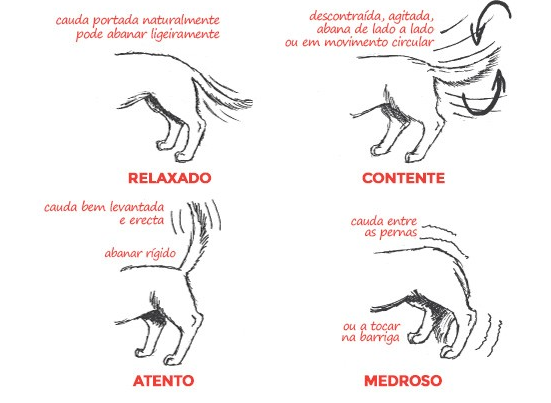 cauda portada naturalmente
pode abanar ligeiramente
RELAXADO
descontraída, agitada,
abana de lado a lado
ou em movimento circular
CONTENTE
cauda bem levantada
e erecta
abanar rígido
ATENTO
cauda entre
as pernas
ou a tocar
na barriga
MEDROSO